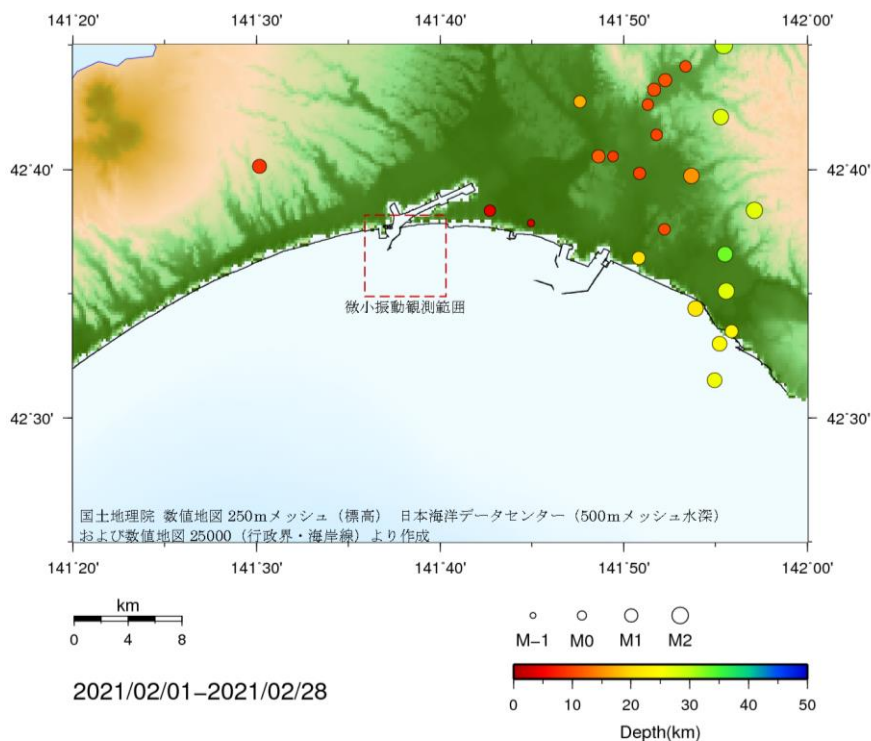 141˚20' 141˚30' 141˚40' 141˚50' 142˚00'
42˚40' 42˚40'
微小振動観測範囲
42˚30' 42˚30'
国土地理院 数値地図 250mメッシュ（標高） 日本海洋データセンター（500mメッシュ水深）
および数値地図 25000（行政界・海岸線）より作成
141˚20' 141˚30' 141˚40' 141˚50' 142˚00'
km
0 4 8
M−1 M0 M1 M2
2021/02/01−2021/02/28
0 10 20 30 40 50
Depth(km)